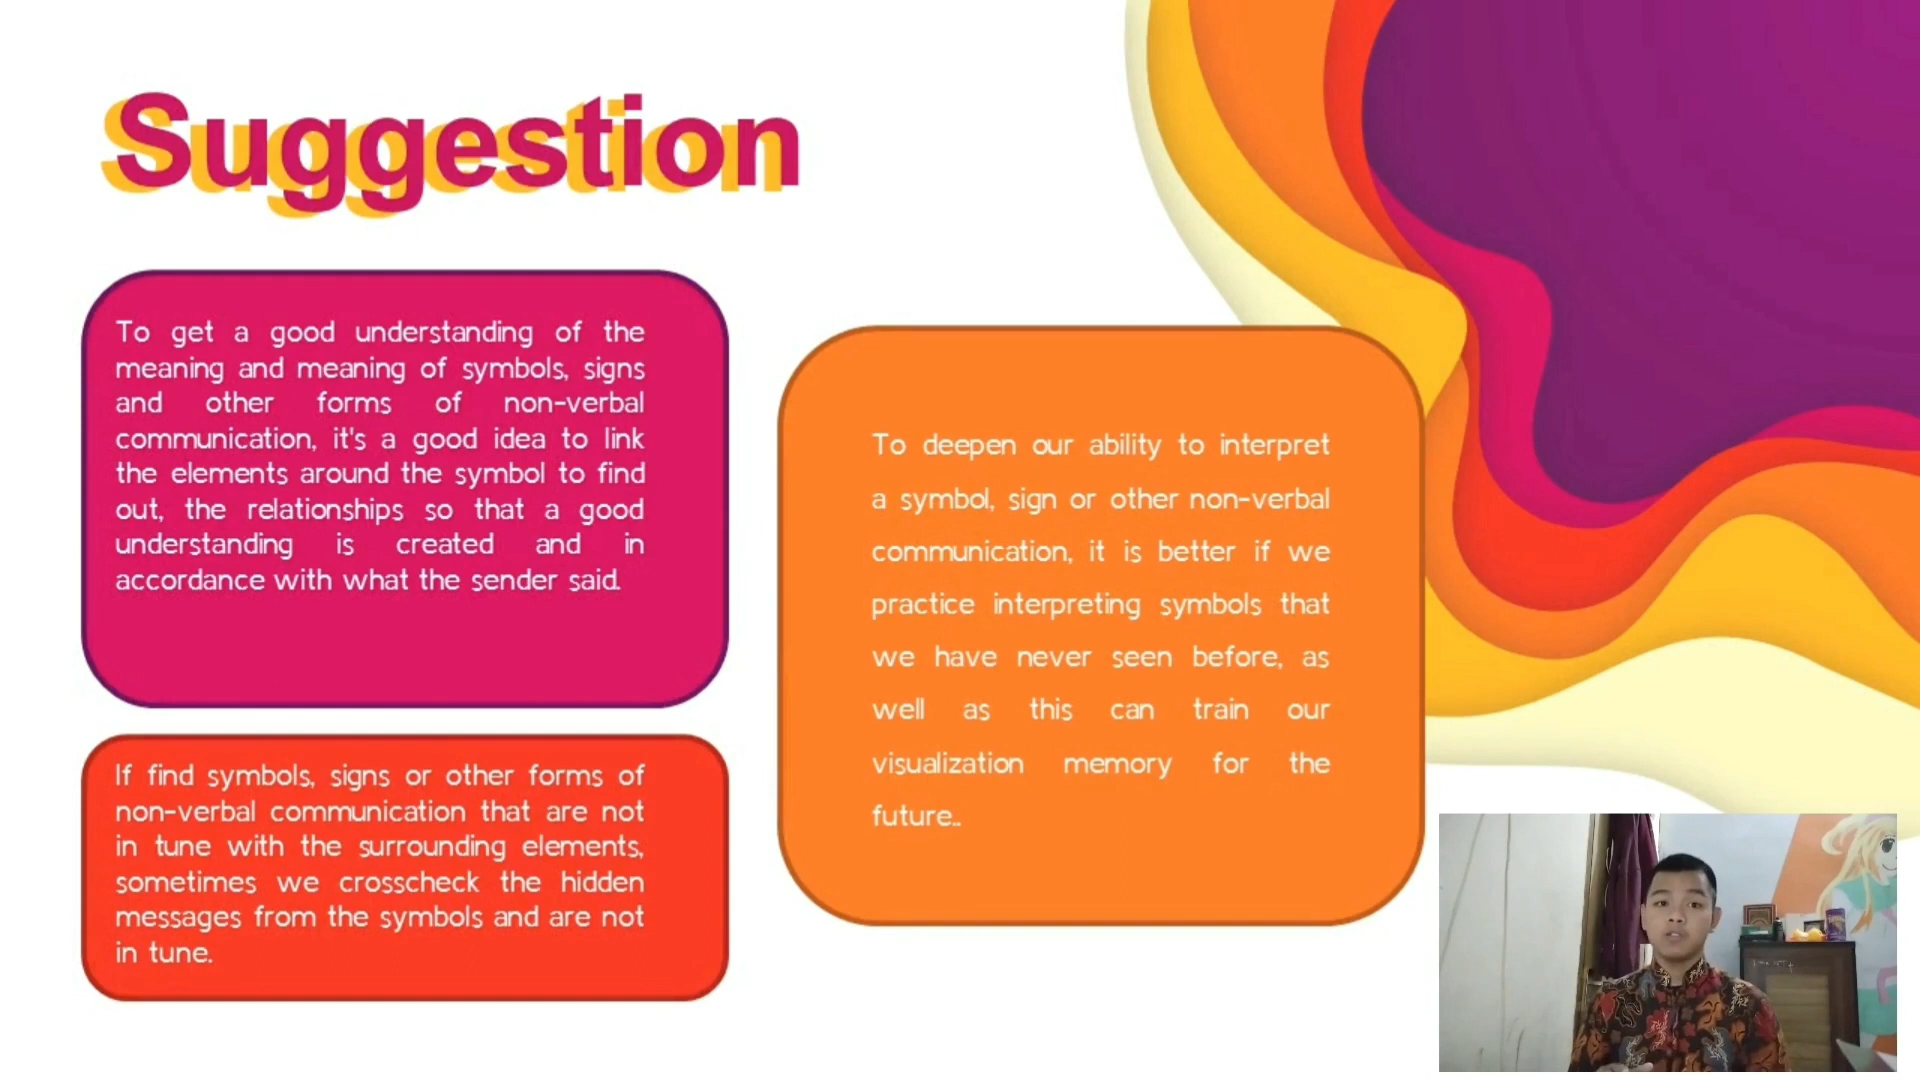 Suggestion
To get a good understanding of the
meaning and meaning of symbols, signs
and other forms of non-verbal
communication, it's a good idea to link
the elements around the symbol to find
out, the relationships so that a good
understanding is created and in
accordance with what the sender said.
If find symbols, signs or other forms of
non-verbal communication that are not
in tune with the surrounding elements,
sometimes we crosscheck the hidden
messages from the symbols and are not
in tune.
To deepen our ability to interpret
a symbol, sign or other non-verbal
communication, it is better if we
practice interpreting symbols that
we have never seen before, as
well as this can train our
visualization memory for the
future..